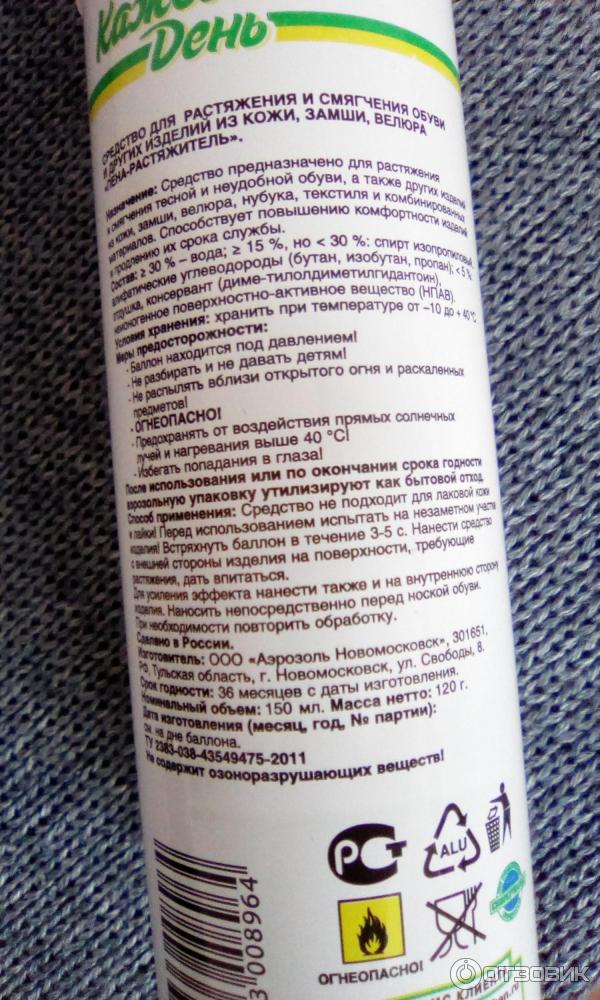 День
СРЕДСТВО ДЛЯ РАСТЯЖЕНИЯ И СМЯГЧЕНИЯ ОБУВИ
И ДРУГИХ ИЗДЕЛИЙ ИЗ КОЖИ, ЗАМШИ, ВЕЛЮРА
«ПЕНА-РАСТЯЖИТЕЛЬ».
Назначение: Средство предназначено для растяжения
и смягчения тесной и неудобной обуви, а также других изделий
из кожи, замши, велюра, нубука, текстиля и комбинированных
материалов. Способствует повышению комфортности изделий
и продлению их срока службы.
Состав: ≥ 30 % – вода; ≥ 15 %, но < 30 %: спирт изопропиловый,
алифатические углеводороды (бутан, изобутан, пропан); < 5 %:
отдушка, консервант (диме-тилолдиметилгидантоин),
неионогенное поверхностно-активное вещество (НПАВ).
Условия хранения: хранить при температуре от –10 до + 40 °С
Меры предосторожности:
- Баллон находится под давлением!
- Не разбирать и не давать детям!
- Не распылять вблизи открытого огня и раскаленных
предметов!
- ОГНЕОПАСНО!
- Предохранять от воздействия прямых солнечных
лучей и нагревания выше 40 °С!
- Избегать попадания в глаза!
После использования или по окончании срока годности
аэрозольную упаковку утилизируют как бытовой отход.
Способ применения: Средство не подходит для лаковой кожи
и лайки! Перед использованием испытать на незаметном участке
изделия! Встряхнуть баллон в течение 3-5 с. Нанести средство
с внешней стороны изделия на поверхности, требующие
растяжения, дать впитаться.
Для усиления эффекта нанести также и на внутреннюю сторону
изделия. Наносить непосредственно перед ноской обуви.
При необходимости повторить обработку.
Сделано в России.
Изготовитель: ООО «Аэрозоль Новомосковск», 301651,
РФ, Тульская область, г. Новомосковск, ул. Свободы, 8.
Срок годности: 36 месяцев с даты изготовления.
Номинальный объем: 150 мл. Масса нетто: 120 г.
Дата изготовления (месяц, год, № партии):
см. на дне баллона.
ТУ 2383-038-43549475-2011
Не содержит озоноразрушающих веществ!
РСТ
ALU
ОГНЕОПАСНО!
3 008964
КЛИЕН
ОТЗОВИК